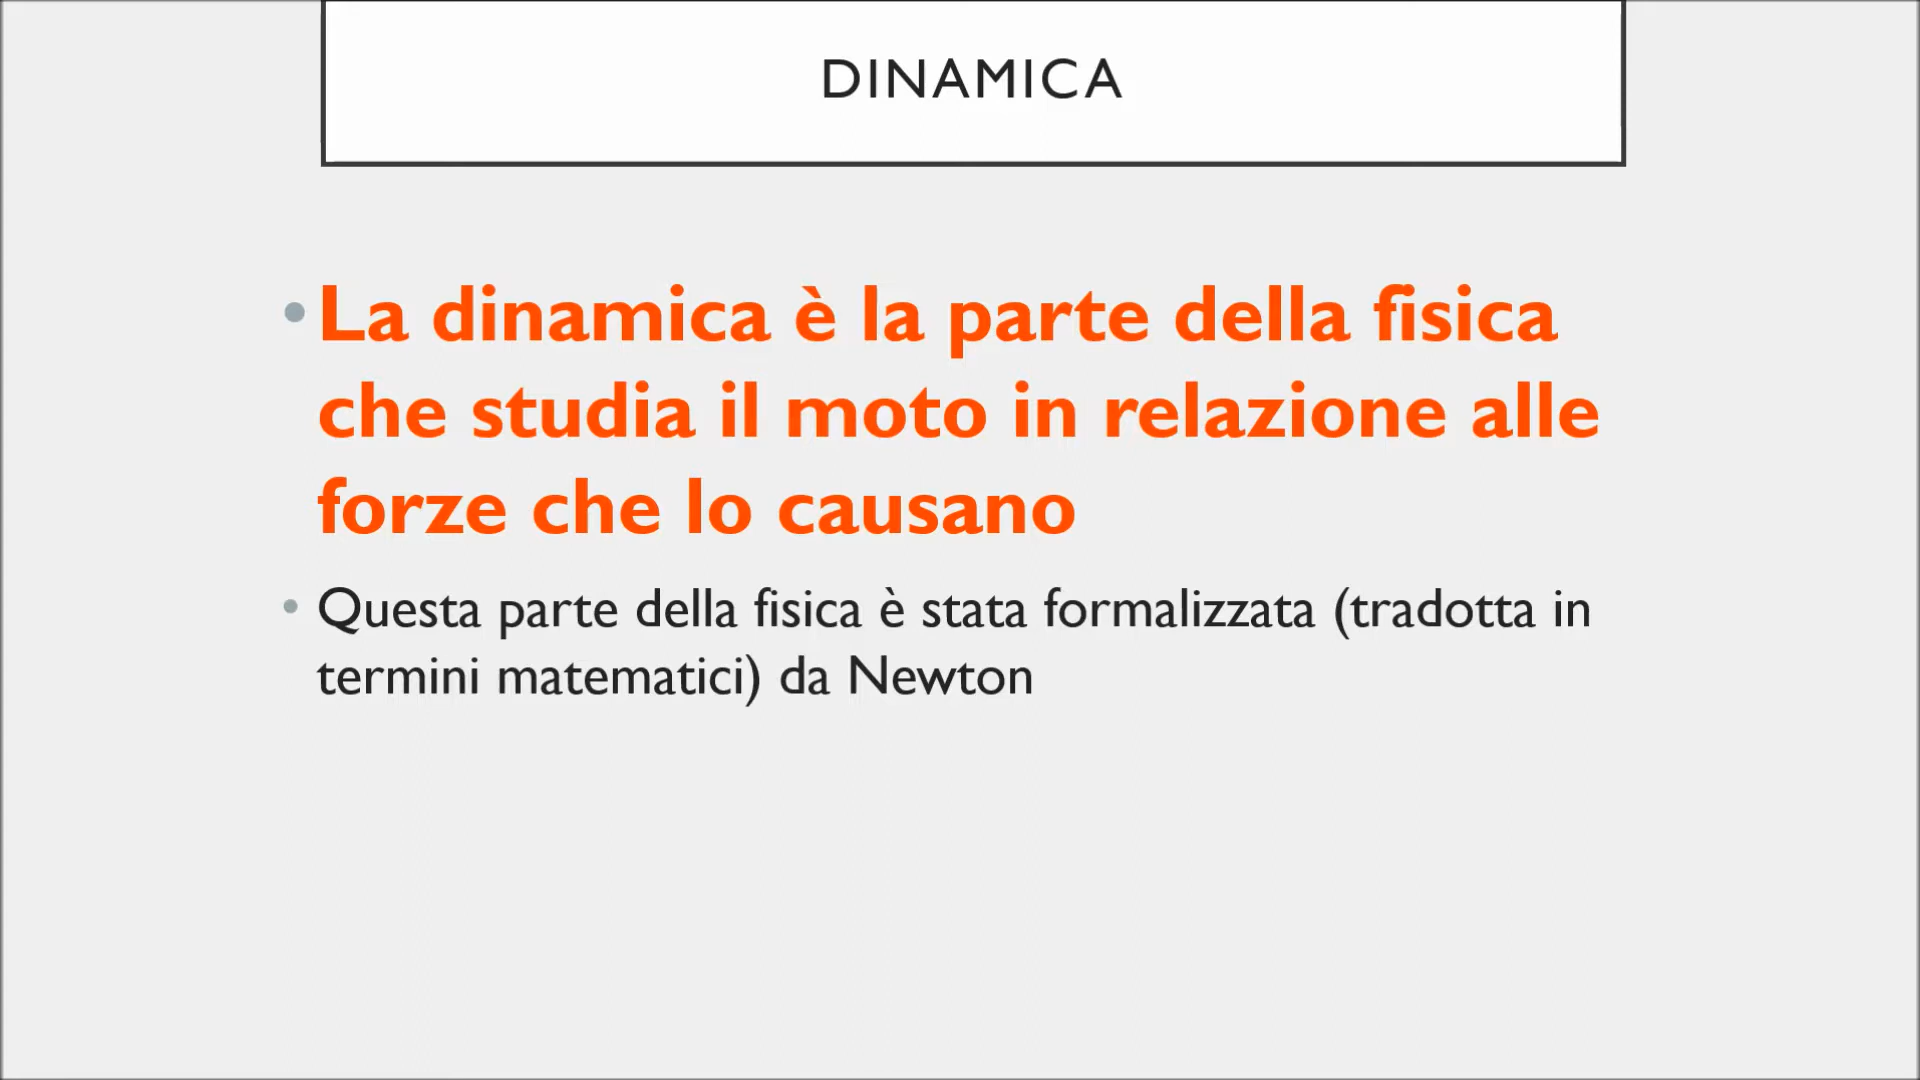 DINAMICA
• La dinamica è la parte della fisica
che studia il moto in relazione alle
forze che lo causano
• Questa parte della fisica è stata formalizzata (tradotta in
termini matematici) da Newton